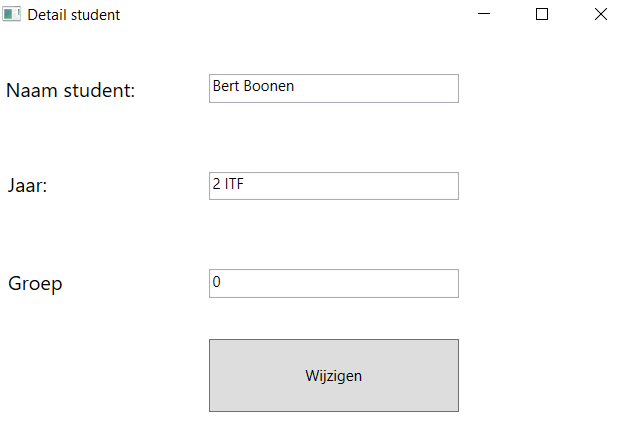 Detail student
Naam student: Bert Boonen
Jaar: 2 ITF
Groep 0
Wijzigen